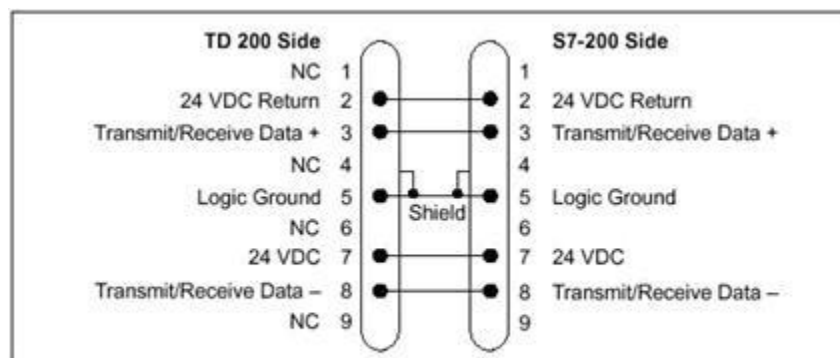 TD 200 Side S7-200 Side
NC 1 1
24 VDC Return 2 2 24 VDC Return
Transmit/Receive Data + 3 3 Transmit/Receive Data +
NC 4 4
Logic Ground 5 5 Logic Ground
Shield
NC 6 6
24 VDC 7 7 24 VDC
Transmit/Receive Data – 8 8 Transmit/Receive Data –
NC 9 9